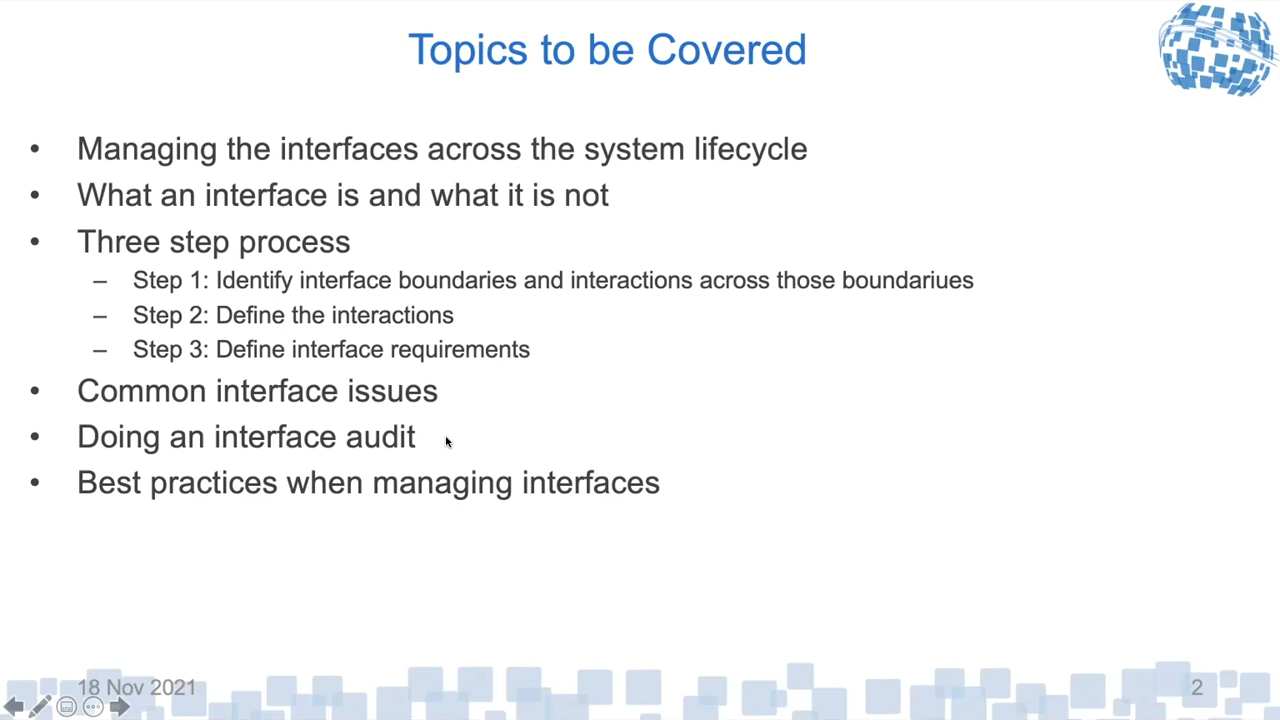 Topics to be Covered
• Managing the interfaces across the system lifecycle
• What an interface is and what it is not
• Three step process
– Step 1: Identify interface boundaries and interactions across those boundariues
– Step 2: Define the interactions
– Step 3: Define interface requirements
• Common interface issues
• Doing an interface audit
• Best practices when managing interfaces
18 Nov 2021
2